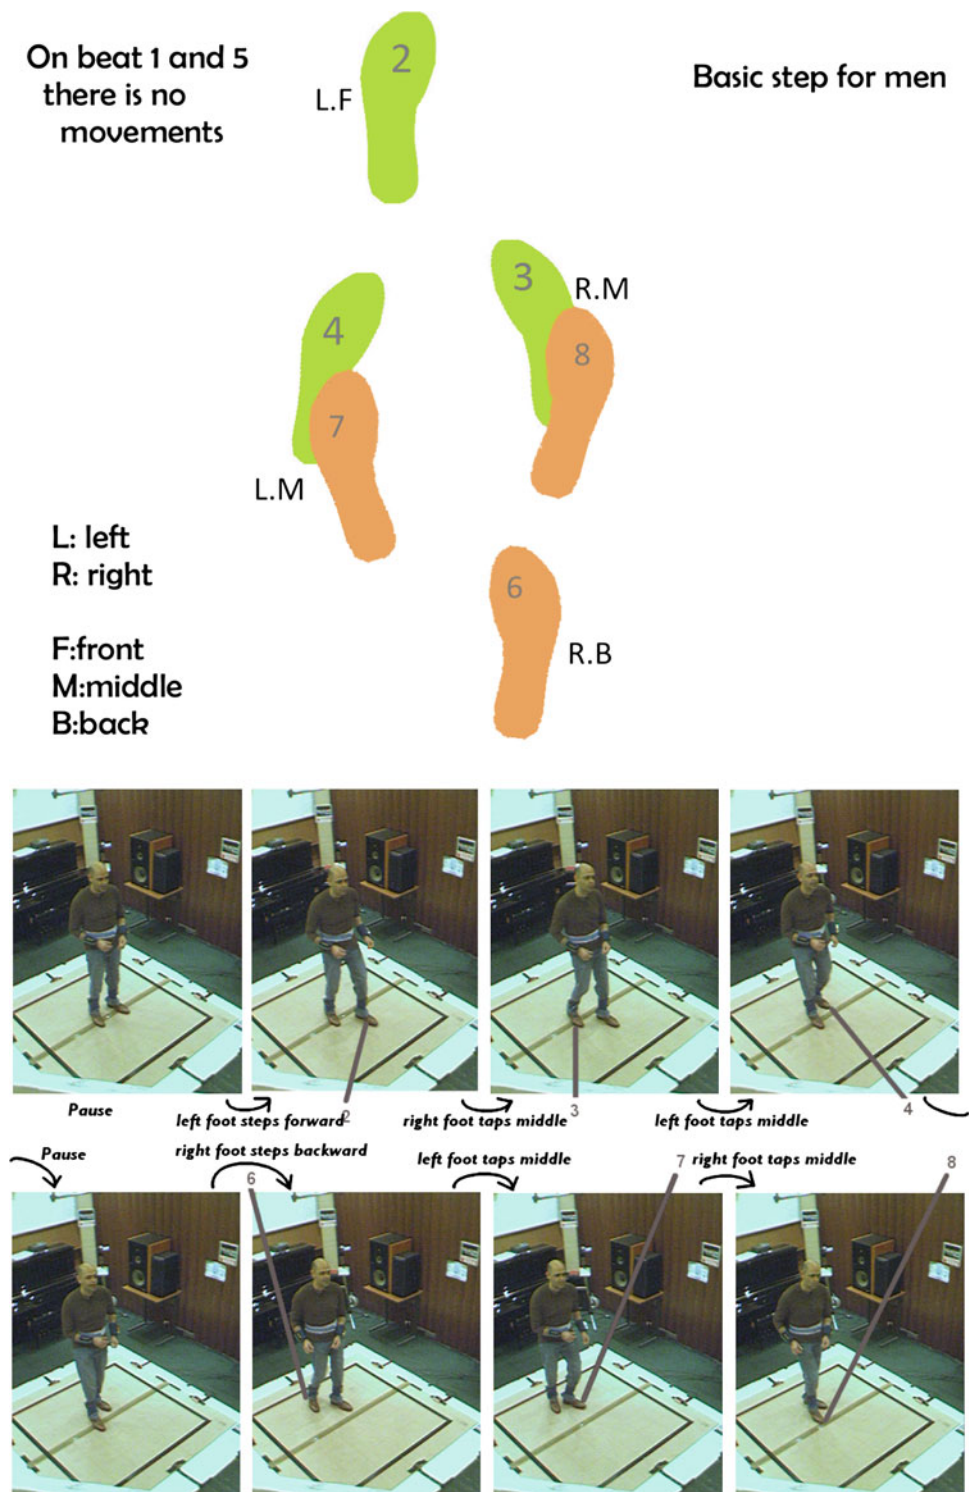 On beat 1 and 5
there is no
movements
Basic step for men
2
L.F
3
R.M
4
8
7
L.M
L: left
R: right
6
F:front
M:middle
B:back
R.B
Pause
left foot steps forward
2
right foot taps middle
3
left foot taps middle
4
Pause
right foot steps backward
6
left foot taps middle
7
right foot taps middle
8